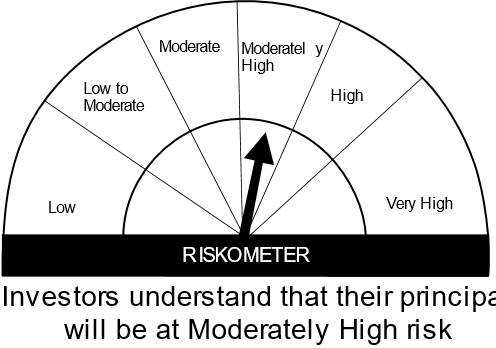 Moderate
Moderatel y
High
Low to
Moderate
High
Low
Very High
RISKOMETER
Investors understand that their principa
will be at Moderately High risk